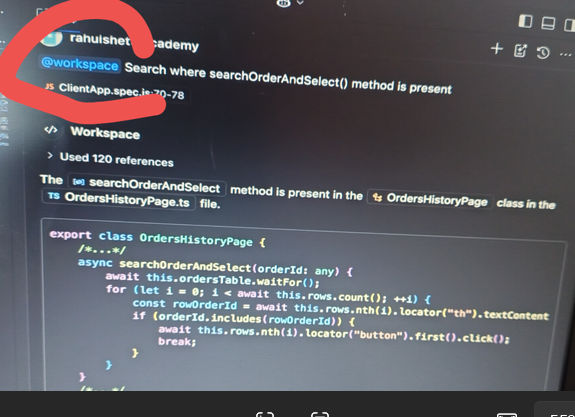 rahulshet cademy
@workspace Search where searchOrderAndSelect() method is present
JS ClientApp.spec.js:70-78
Workspace
> Used 120 references
The searchOrderAndSelect method is present in the OrdersHistoryPage class in the
TS OrdersHistoryPage.ts file.
export class OrdersHistoryPage {
/*...*/
async searchOrderAndSelect(orderId: any) {
await this.ordersTable.waitFor();
for (let i = 0; i < await this.rows.count(); ++i) {
const rowOrderId = await this.rows.nth(i).locator("th").textContent
if (orderId.includes(rowOrderId)) {
await this.rows.nth(i).locator("button").first().click();
break;
}
}
}
/*...*/